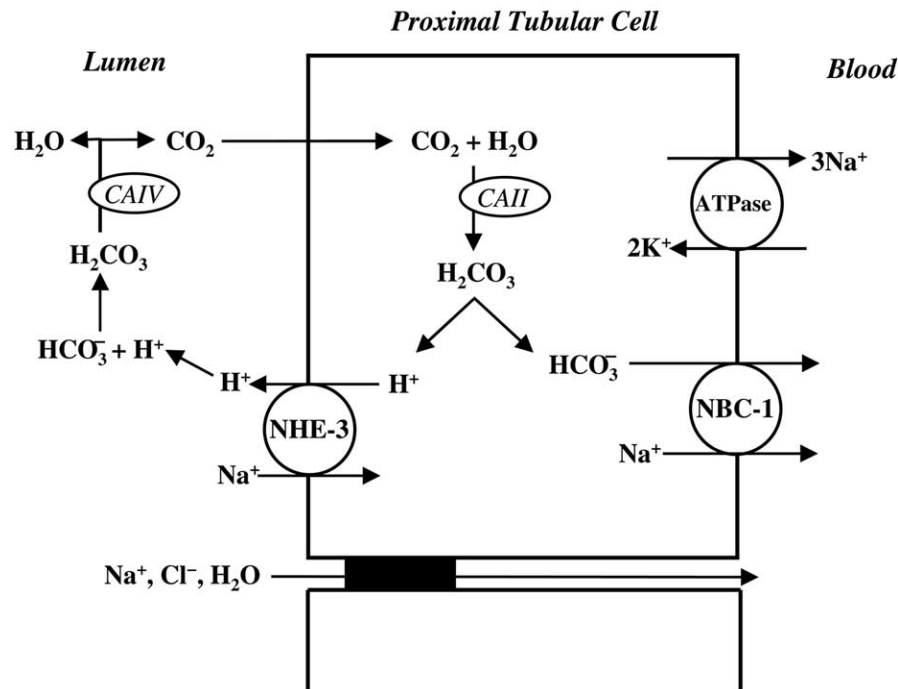 Proximal Tubular Cell
Lumen
Blood
H₂O
CO₂
CO₂ + H₂O
3Na⁺
CAIV
CAII
ATPase
2K⁺
H₂CO₃
H₂CO₃
HCO₃⁻ + H⁺
H⁺
H⁺
HCO₃⁻
NHE-3
NBC-1
Na⁺
Na⁺
Na⁺, Cl⁻, H₂O